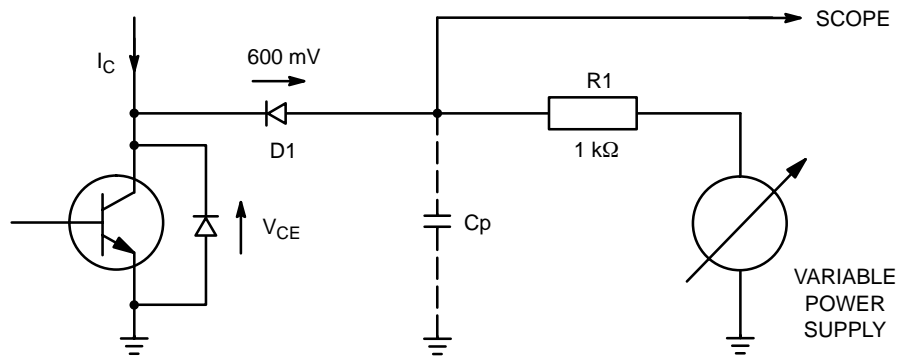 SCOPE
I_C
600 mV
R1
D1
1 kΩ
V_CE
Cp
VARIABLE
POWER
SUPPLY